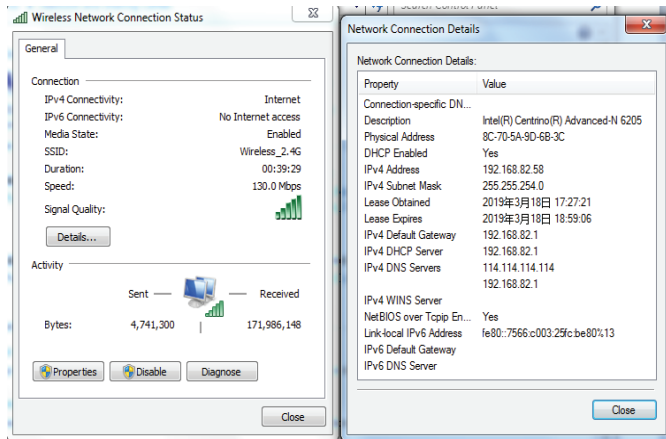 Wireless Network Connection Status
General
Connection
IPv4 Connectivity: Internet
IPv6 Connectivity: No Internet access
Media State: Enabled
SSID: Wireless_2.4G
Duration: 00:39:29
Speed: 130.0 Mbps
Signal Quality:
Details...
Activity
Sent — — Received
Bytes: 4,741,300 | 171,986,148
Properties Disable Diagnose
Close
Search Control Panel
Network Connection Details
Network Connection Details:
Property Value
Connection-specific DN...
Description Intel(R) Centrino(R) Advanced-N 6205
Physical Address 8C-70-5A-9D-6B-3C
DHCP Enabled Yes
IPv4 Address 192.168.82.58
IPv4 Subnet Mask 255.255.254.0
Lease Obtained 2019年3月18日 17:27:21
Lease Expires 2019年3月18日 18:59:06
IPv4 Default Gateway 192.168.82.1
IPv4 DHCP Server 192.168.82.1
IPv4 DNS Servers 114.114.114.114
192.168.82.1
IPv4 WINS Server
NetBIOS over Tcpip En... Yes
Link-local IPv6 Address fe80::7566:c003:25fc:be80%13
IPv6 Default Gateway
IPv6 DNS Server
Close